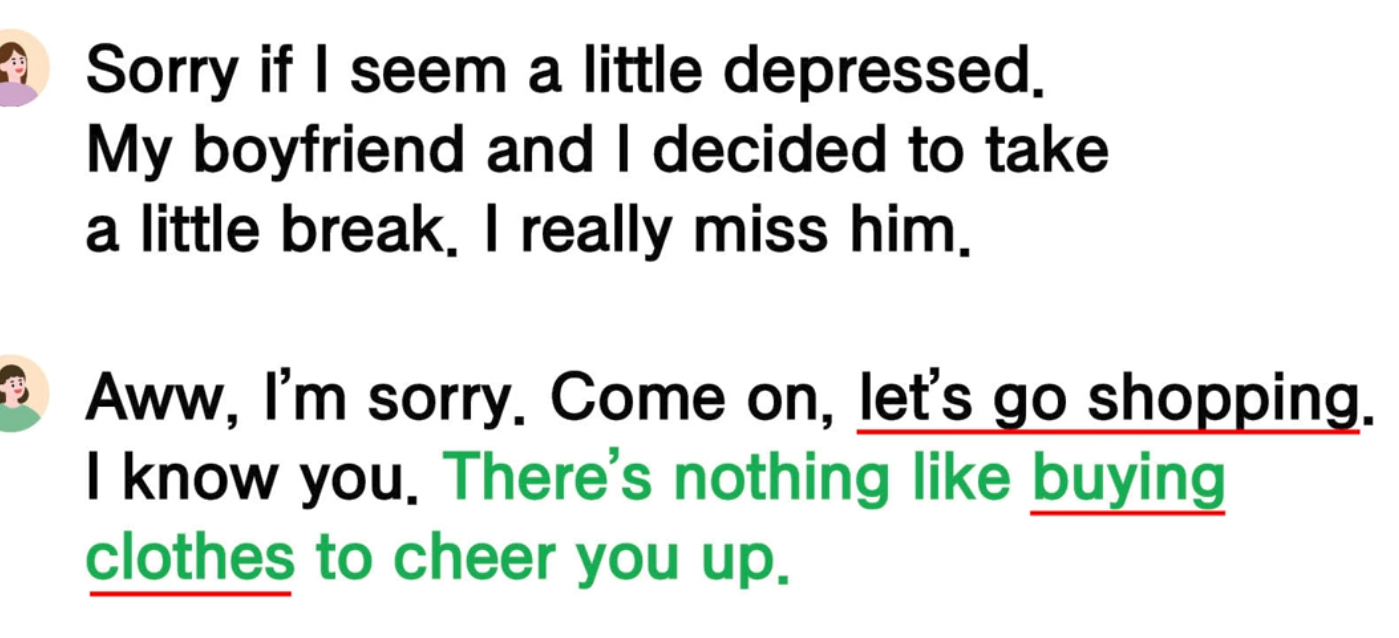 Sorry if I seem a little depressed.
My boyfriend and I decided to take
a little break. I really miss him.
Aww, I’m sorry. Come on, let’s go shopping.
I know you. There’s nothing like buying
clothes to cheer you up.